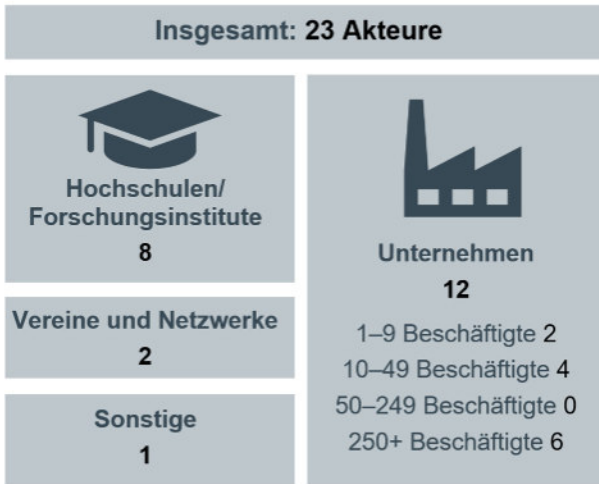 Insgesamt: 23 Akteure
Hochschulen/
Forschungsinstitute
8
Vereine und Netzwerke
2
Sonstige
1
Unternehmen
12
1–9 Beschäftigte 2
10–49 Beschäftigte 4
50–249 Beschäftigte 0
250+ Beschäftigte 6